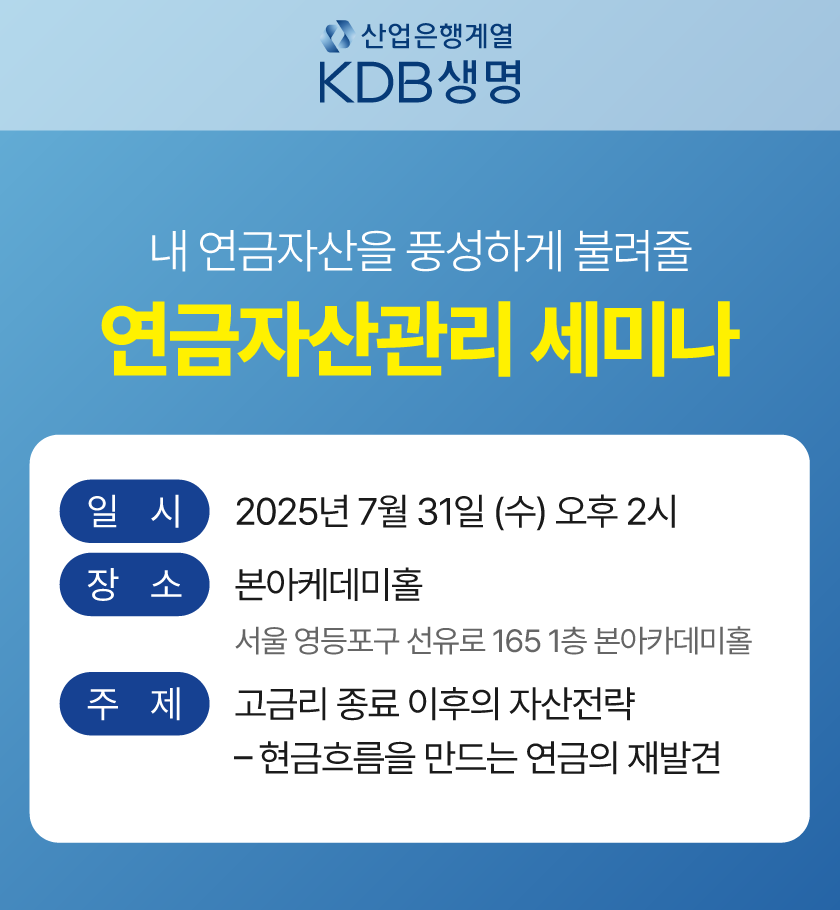 산업은행계열
KDB생명
내 연금자산을 풍성하게 불려줄
연금자산관리 세미나
일 시 2025년 7월 31일 (수) 오후 2시
장 소 본아케데미홀
서울 영등포구 선유로 165 1층 본아카데미홀
주 제 고금리 종료 이후의 자산전략
– 현금흐름을 만드는 연금의 재발견